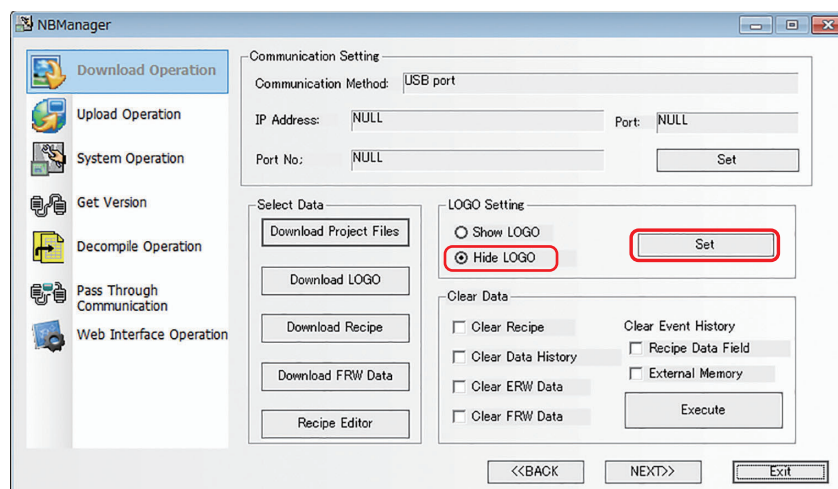 NBManager
Download Operation
Upload Operation
System Operation
Get Version
Decompile Operation
Pass Through
Communication
Web Interface Operation
Communication Setting
Communication Method: USB port
IP Address: NULL
Port: NULL
Port No; NULL
Set
Select Data
Download Project Files
Download LOGO
Download Recipe
Download FRW Data
Recipe Editor
LOGO Setting
Show LOGO
Hide LOGO
Set
Clear Data
Clear Recipe
Clear Data History
Clear ERW Data
Clear FRW Data
Clear Event History
Recipe Data Field
External Memory
Execute
<<BACK
NEXT>>
Exit